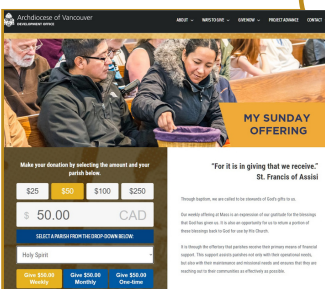 Archdiocese of Vancouver
DEVELOPMENT OFFICE
ABOUT
WAYS TO GIVE
GIVE NOW
PROJECT ADVANCE
CONTACT
MY SUNDAY
OFFERING
Make your donation by selecting the amount and your
parish below.
$25
$50
$100
$250
$ 50.00 CAD
SELECT A PARISH FROM THE DROP-DOWN BELOW:
Holy Spirit
Give $50.00
Weekly
Give $50.00
Monthly
Give $50.00
One-time
"For it is in giving that we receive."
St. Francis of Assisi
Through baptism, we are called to be stewards of God's gifts to us.
Our weekly offering at Mass is an expression of our gratitude for the blessings
that God has given us. It is also an opportunity for us to return a portion of
these blessings back to God for use by His Church.
It is through the offertory that parishes receive their primary means of financial
support. This support assists parishes not only with their operational needs,
but also with their maintenance and missional needs and ensures that they are
reaching out to their communities as effectively as possible.